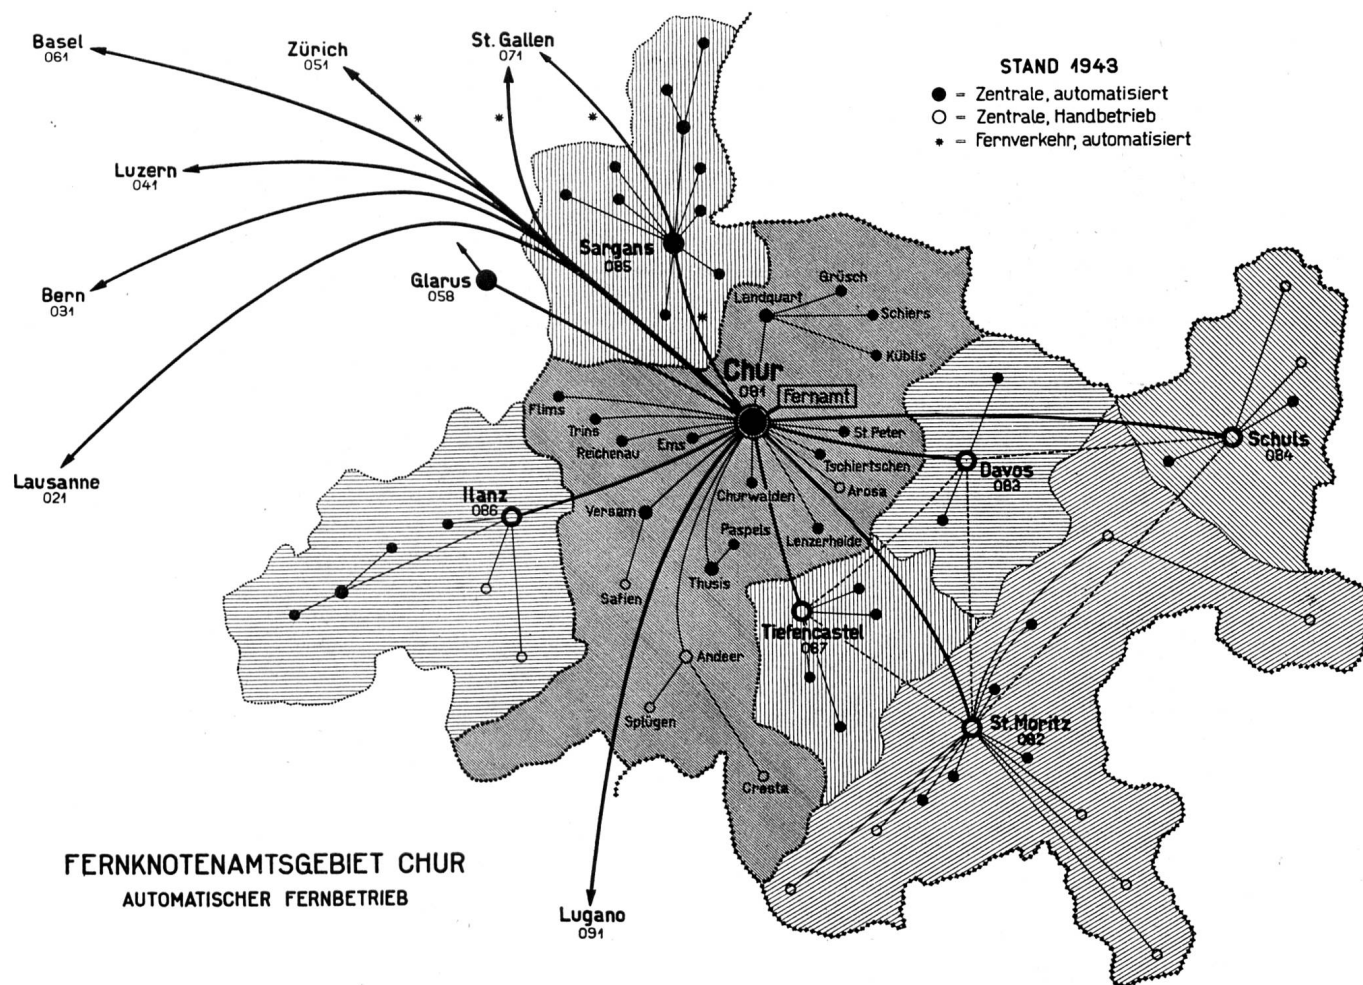 Basel
061
Zürich
051
St. Gallen
071
STAND 1943
● – Zentrale, automatisiert
○ – Zentrale, Handbetrieb
* – Fernverkehr, automatisiert
Luzern
041
Sargans
085
Glarus
058
Bern
031
Grüsch
Landquart
Schiers
Küblis
Chur
081
Fernamt
Flims
Trins
Reichenau
Ems
St. Peter
Tschiertschen
Arosa
Churwalden
Lenzerheide
Davos
083
Schuls
084
Lausanne
021
Ilanz
086
Versam
Paspels
Thusis
Safien
Tiefencastel
087
Andeer
Splügen
Cresta
St. Moritz
082
FERNKNOTENAMTSGEBIET CHUR
AUTOMATISCHER FERNBETRIEB
Lugano
091